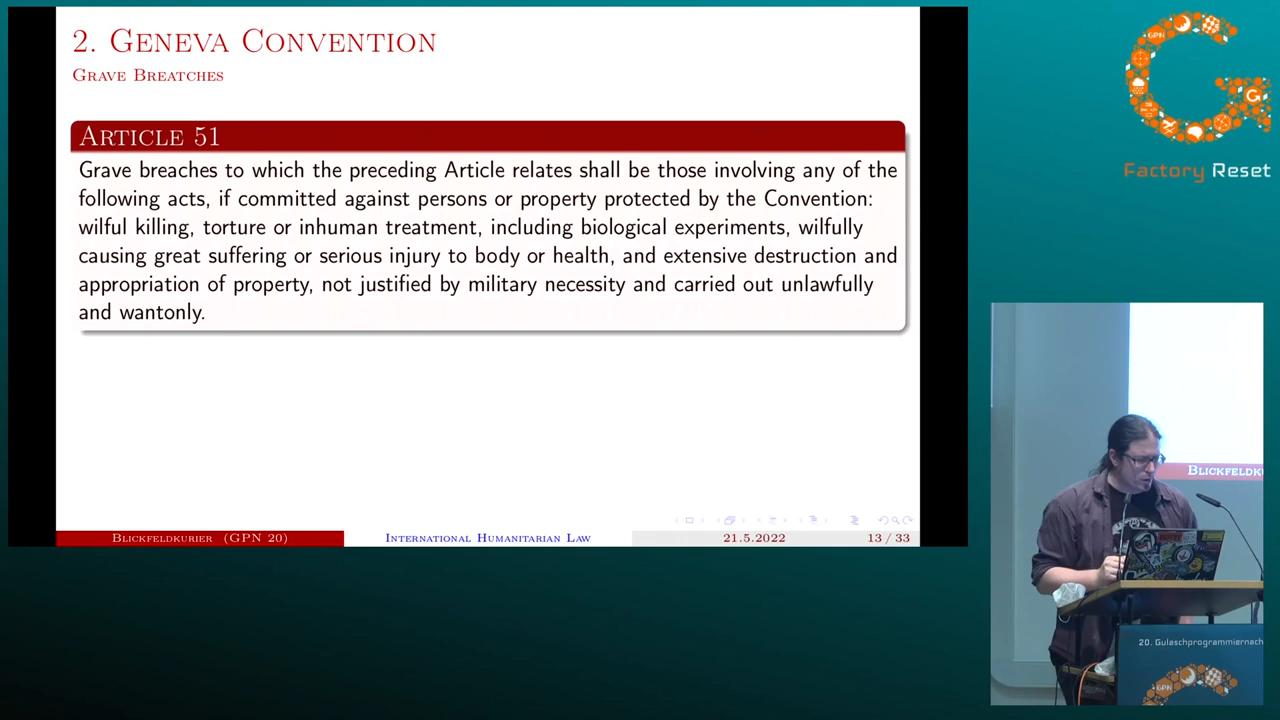 2. Geneva Convention
Grave Breatches
Article 51
Grave breaches to which the preceding Article relates shall be those involving any of the
following acts, if committed against persons or property protected by the Convention:
wilful killing, torture or inhuman treatment, including biological experiments, wilfully
causing great suffering or serious injury to body or health, and extensive destruction and
appropriation of property, not justified by military necessity and carried out unlawfully
and wantonly.
Blickfeldkurier (GPN 20)
International Humanitarian Law
21.5.2022
13 / 33
GPN
G
Factory Reset
Blickfeldku
20. Gulaschprogrammiernach
GPN